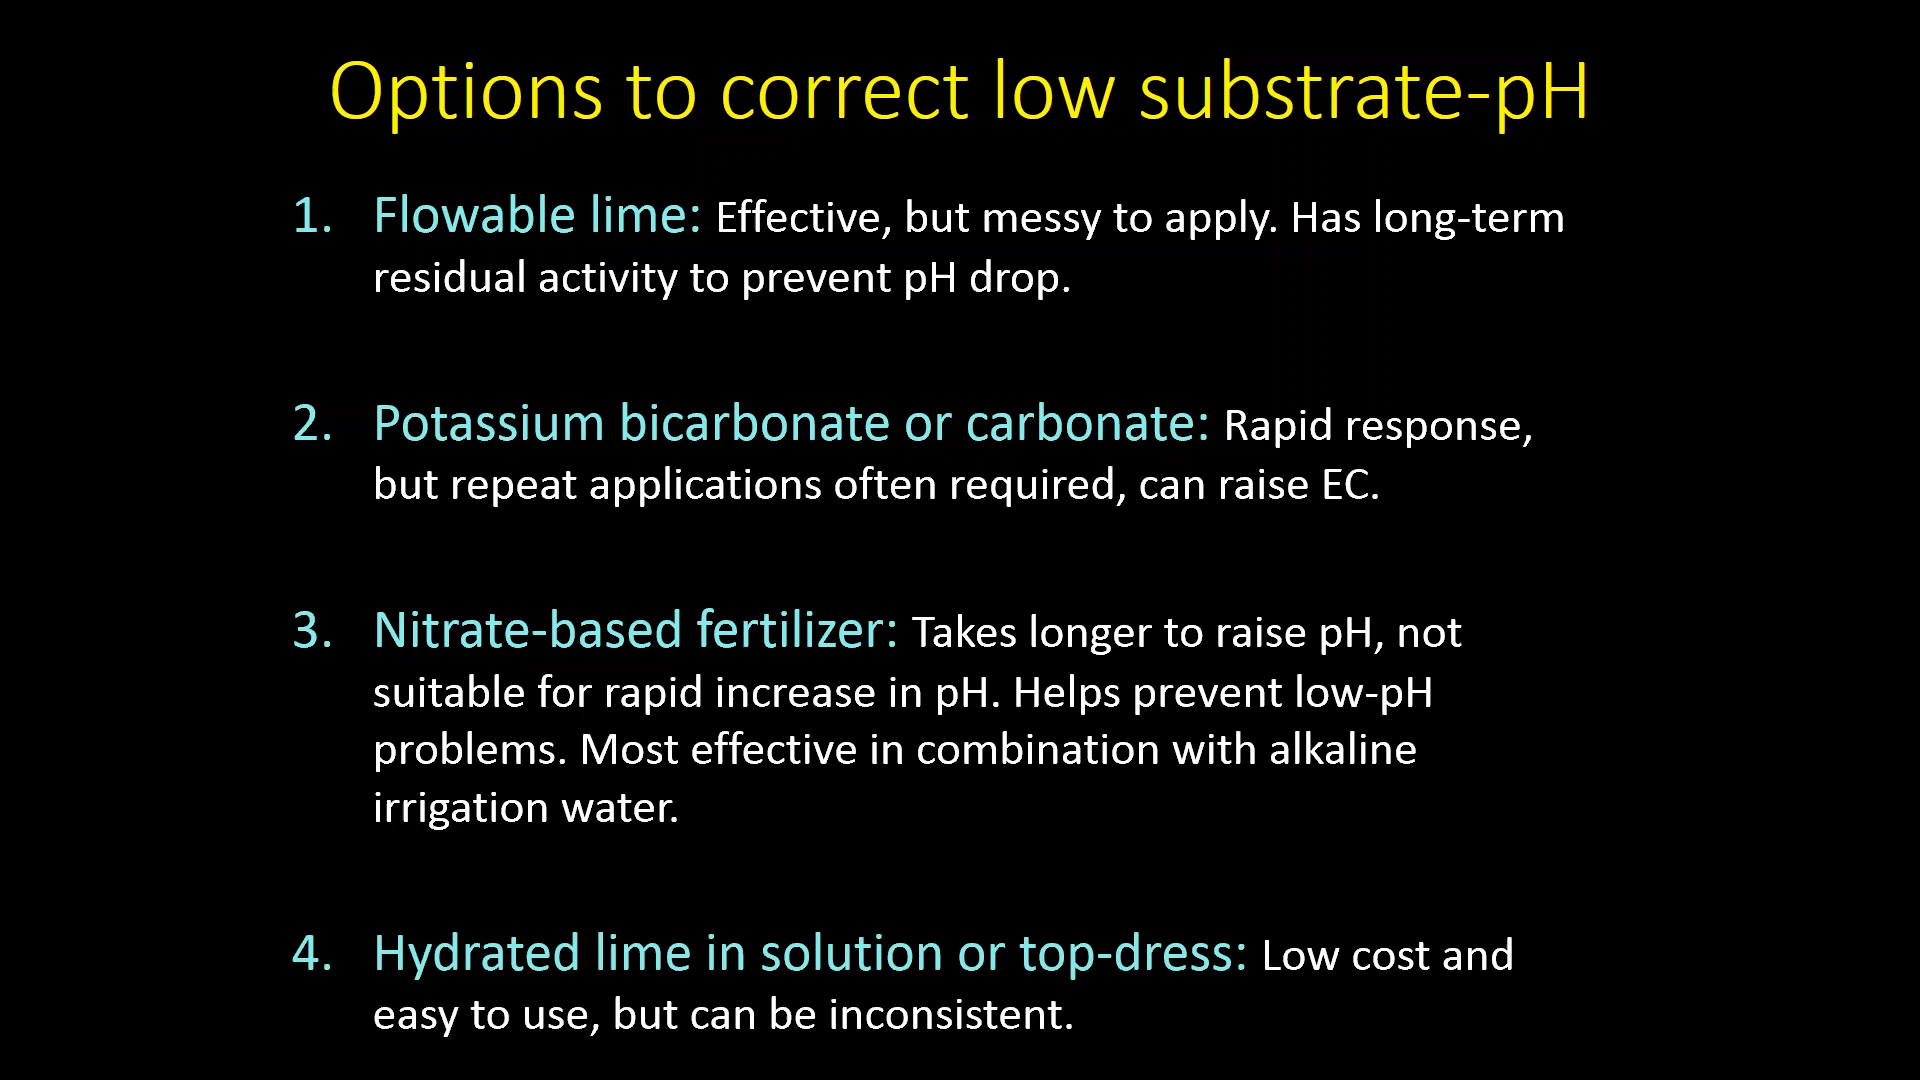 Options to correct low substrate-pH
1. Flowable lime: Effective, but messy to apply. Has long-term
residual activity to prevent pH drop.
2. Potassium bicarbonate or carbonate: Rapid response,
but repeat applications often required, can raise EC.
3. Nitrate-based fertilizer: Takes longer to raise pH, not
suitable for rapid increase in pH. Helps prevent low-pH
problems. Most effective in combination with alkaline
irrigation water.
4. Hydrated lime in solution or top-dress: Low cost and
easy to use, but can be inconsistent.